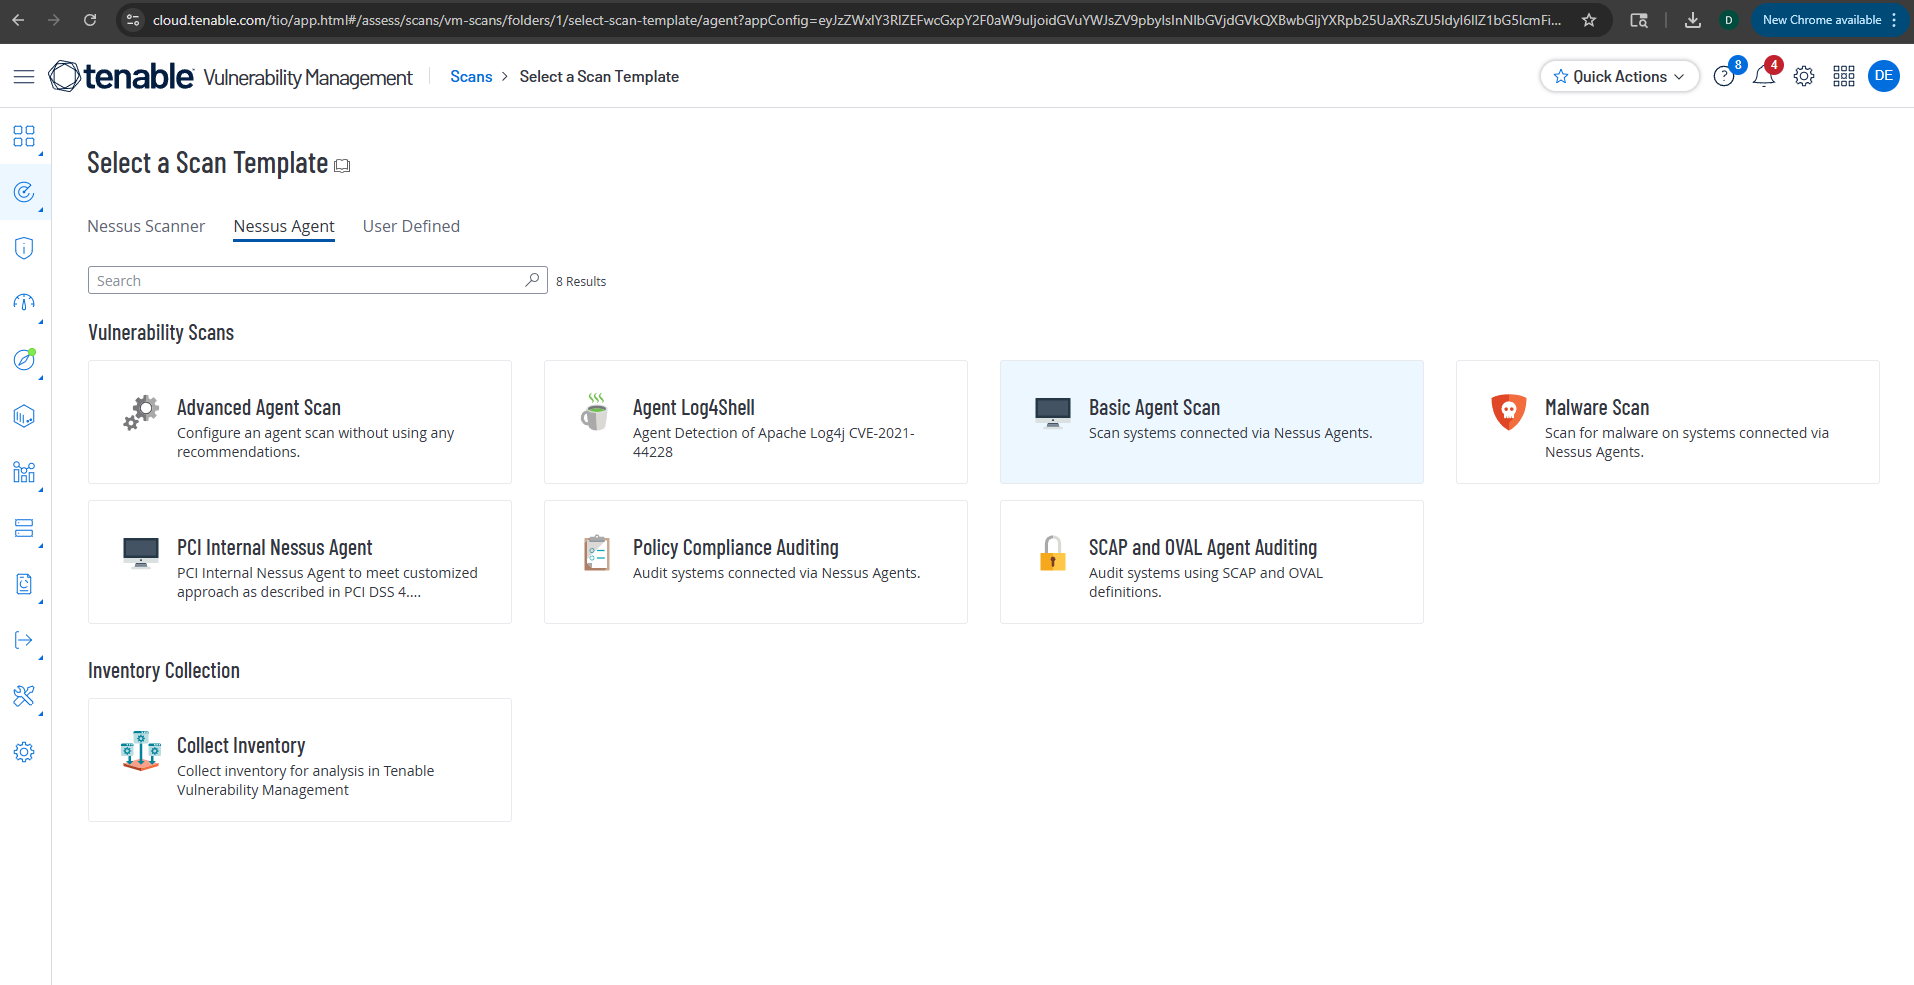 cloud.tenable.com/tio/app.html#/assess/scans/vm-scans/folders/1/select-scan-template/agent?appConfig=
D
New Chrome available
tenable Vulnerability Management
Scans > Select a Scan Template
Quick Actions
8
4
DE
Select a Scan Template
Nessus Scanner
Nessus Agent
User Defined
Search
8 Results
Vulnerability Scans
Advanced Agent Scan
Configure an agent scan without using any
recommendations.
Agent Log4Shell
Agent Detection of Apache Log4j CVE-2021-
44228
Basic Agent Scan
Scan systems connected via Nessus Agents.
Malware Scan
Scan for malware on systems connected via
Nessus Agents.
PCI Internal Nessus Agent
PCI Internal Nessus Agent to meet customized
approach as described in PCI DSS 4....
Policy Compliance Auditing
Audit systems connected via Nessus Agents.
SCAP and OVAL Agent Auditing
Audit systems using SCAP and OVAL
definitions.
Inventory Collection
Collect Inventory
Collect inventory for analysis in Tenable
Vulnerability Management